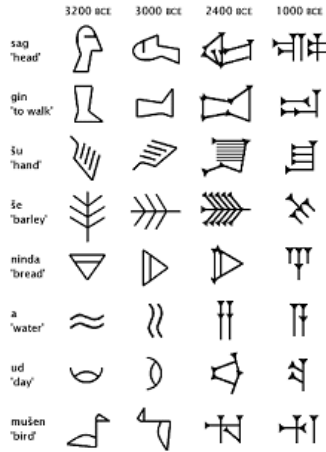 3200 BCE 3000 BCE 2400 BCE 1000 BCE
sag
'head'
gin
'to walk'
šu
'hand'
še
'barley'
ninda
'bread'
a
'water'
ud
'day'
mušen
'bird'